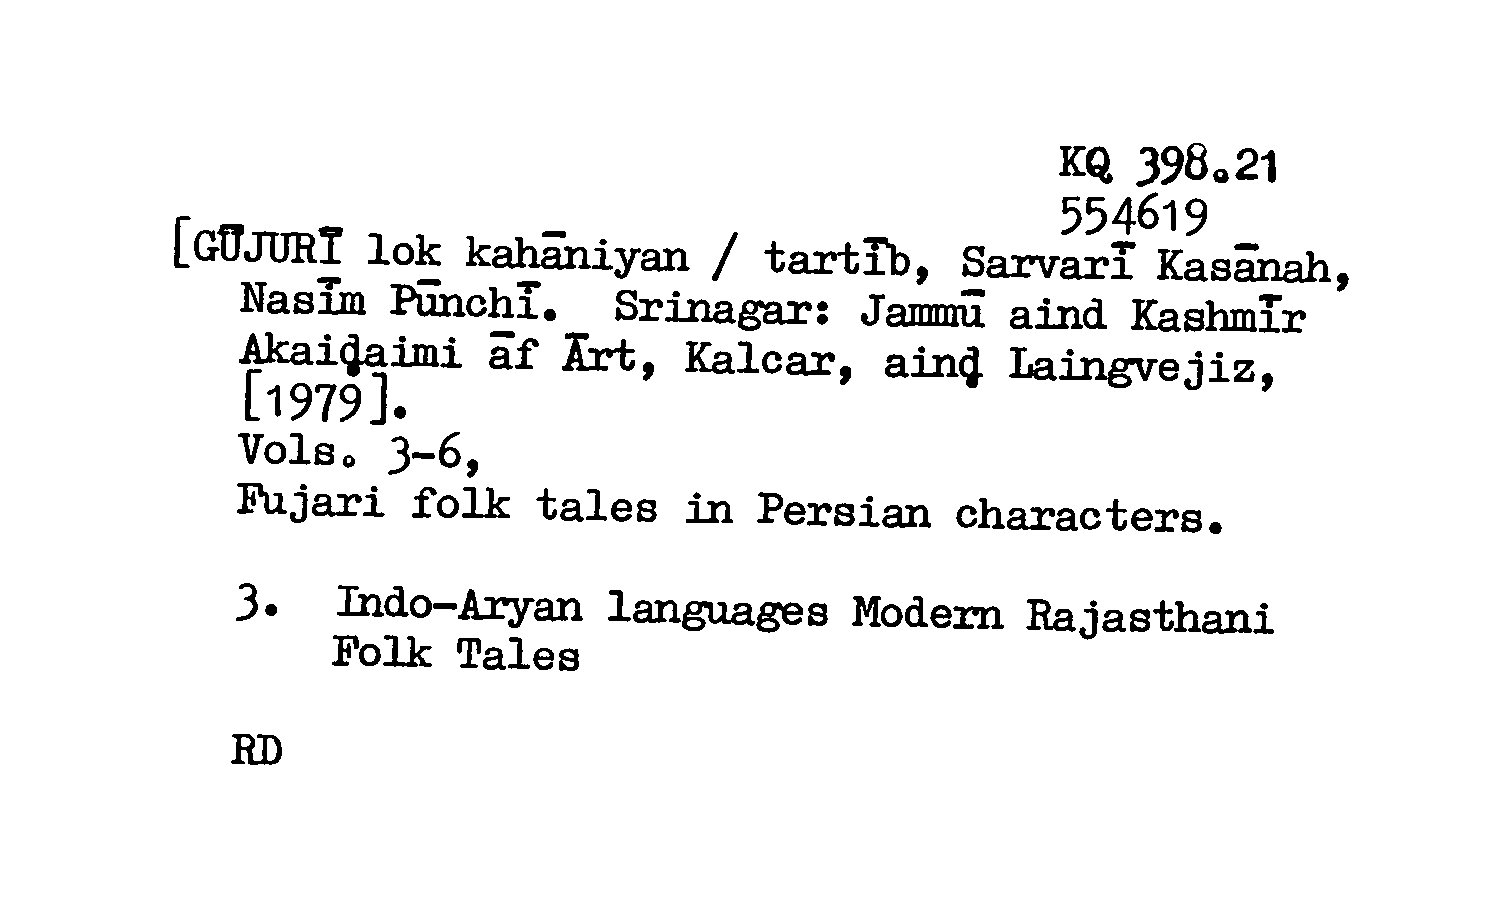 KQ 398.21
554619
[GŪJURĪ lok kahāniyan / tartīb, Sarvarī Kasānah,
Nasīm Pūnchī. Srinagar: Jammū aind Kashmīr
Akaiḍaimi āf Ārt, Kalcar, ainḍ Laingvejiz,
[1979].
Vols. 3-6,
Fujari folk tales in Persian characters.
3. Indo-Aryan languages Modern Rajasthani
Folk Tales
RD